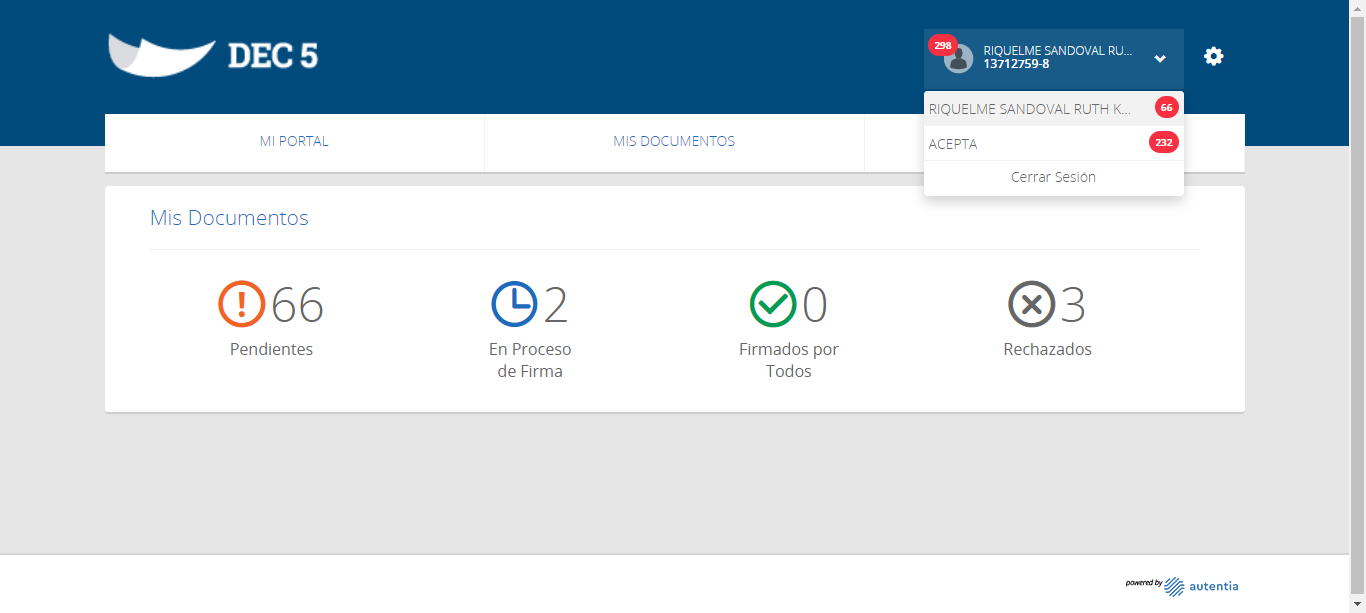 DEC 5
298
RIQUELME SANDOVAL RU...
13712759-8
RIQUELME SANDOVAL RUTH K...
66
ACEPTA
232
Cerrar Sesión
MI PORTAL
MIS DOCUMENTOS
Mis Documentos
66
Pendientes
2
En Proceso
de Firma
0
Firmados por
Todos
3
Rechazados
powered by
autentia